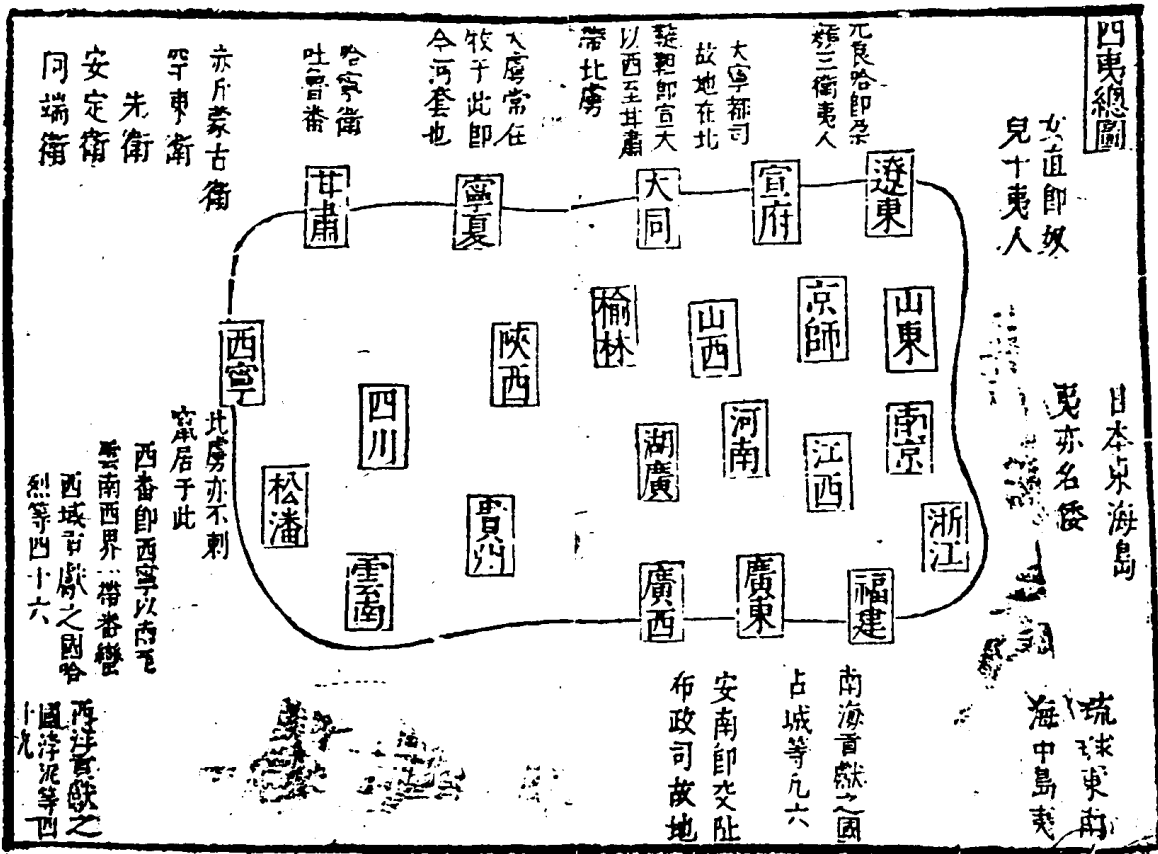 四夷總圖
女直即奴
兒干夷人
日本東海島
夷亦名倭
琉球東南
海中島夷
兀良哈即朶
顏三衛夷人
大寧都司
故地在北
韃靼即宣大
以西至甘肅
帶北虜
大虜常住
牧于此即
今河套也
哈密衛
吐魯番
赤斤蒙古衛
罕東衛
先衛
安定衛
阿端衛
遼東
宣府
大同
寧夏
甘肅
山東
京師
山西
榆林
陝西
西寧
南京
河南
江西
湖廣
四川
浙江
松潘
貴州
福建
廣東
廣西
雲南
北虜亦不剌
竄居于此
西番即西寧以南至
雲南西界一帶番蠻
西域貢獻之國哈
烈等四十六
南海貢獻之國
占城等凡六
安南即交阯
布政司故地
西洋貢獻之
國浡泥等四
十九